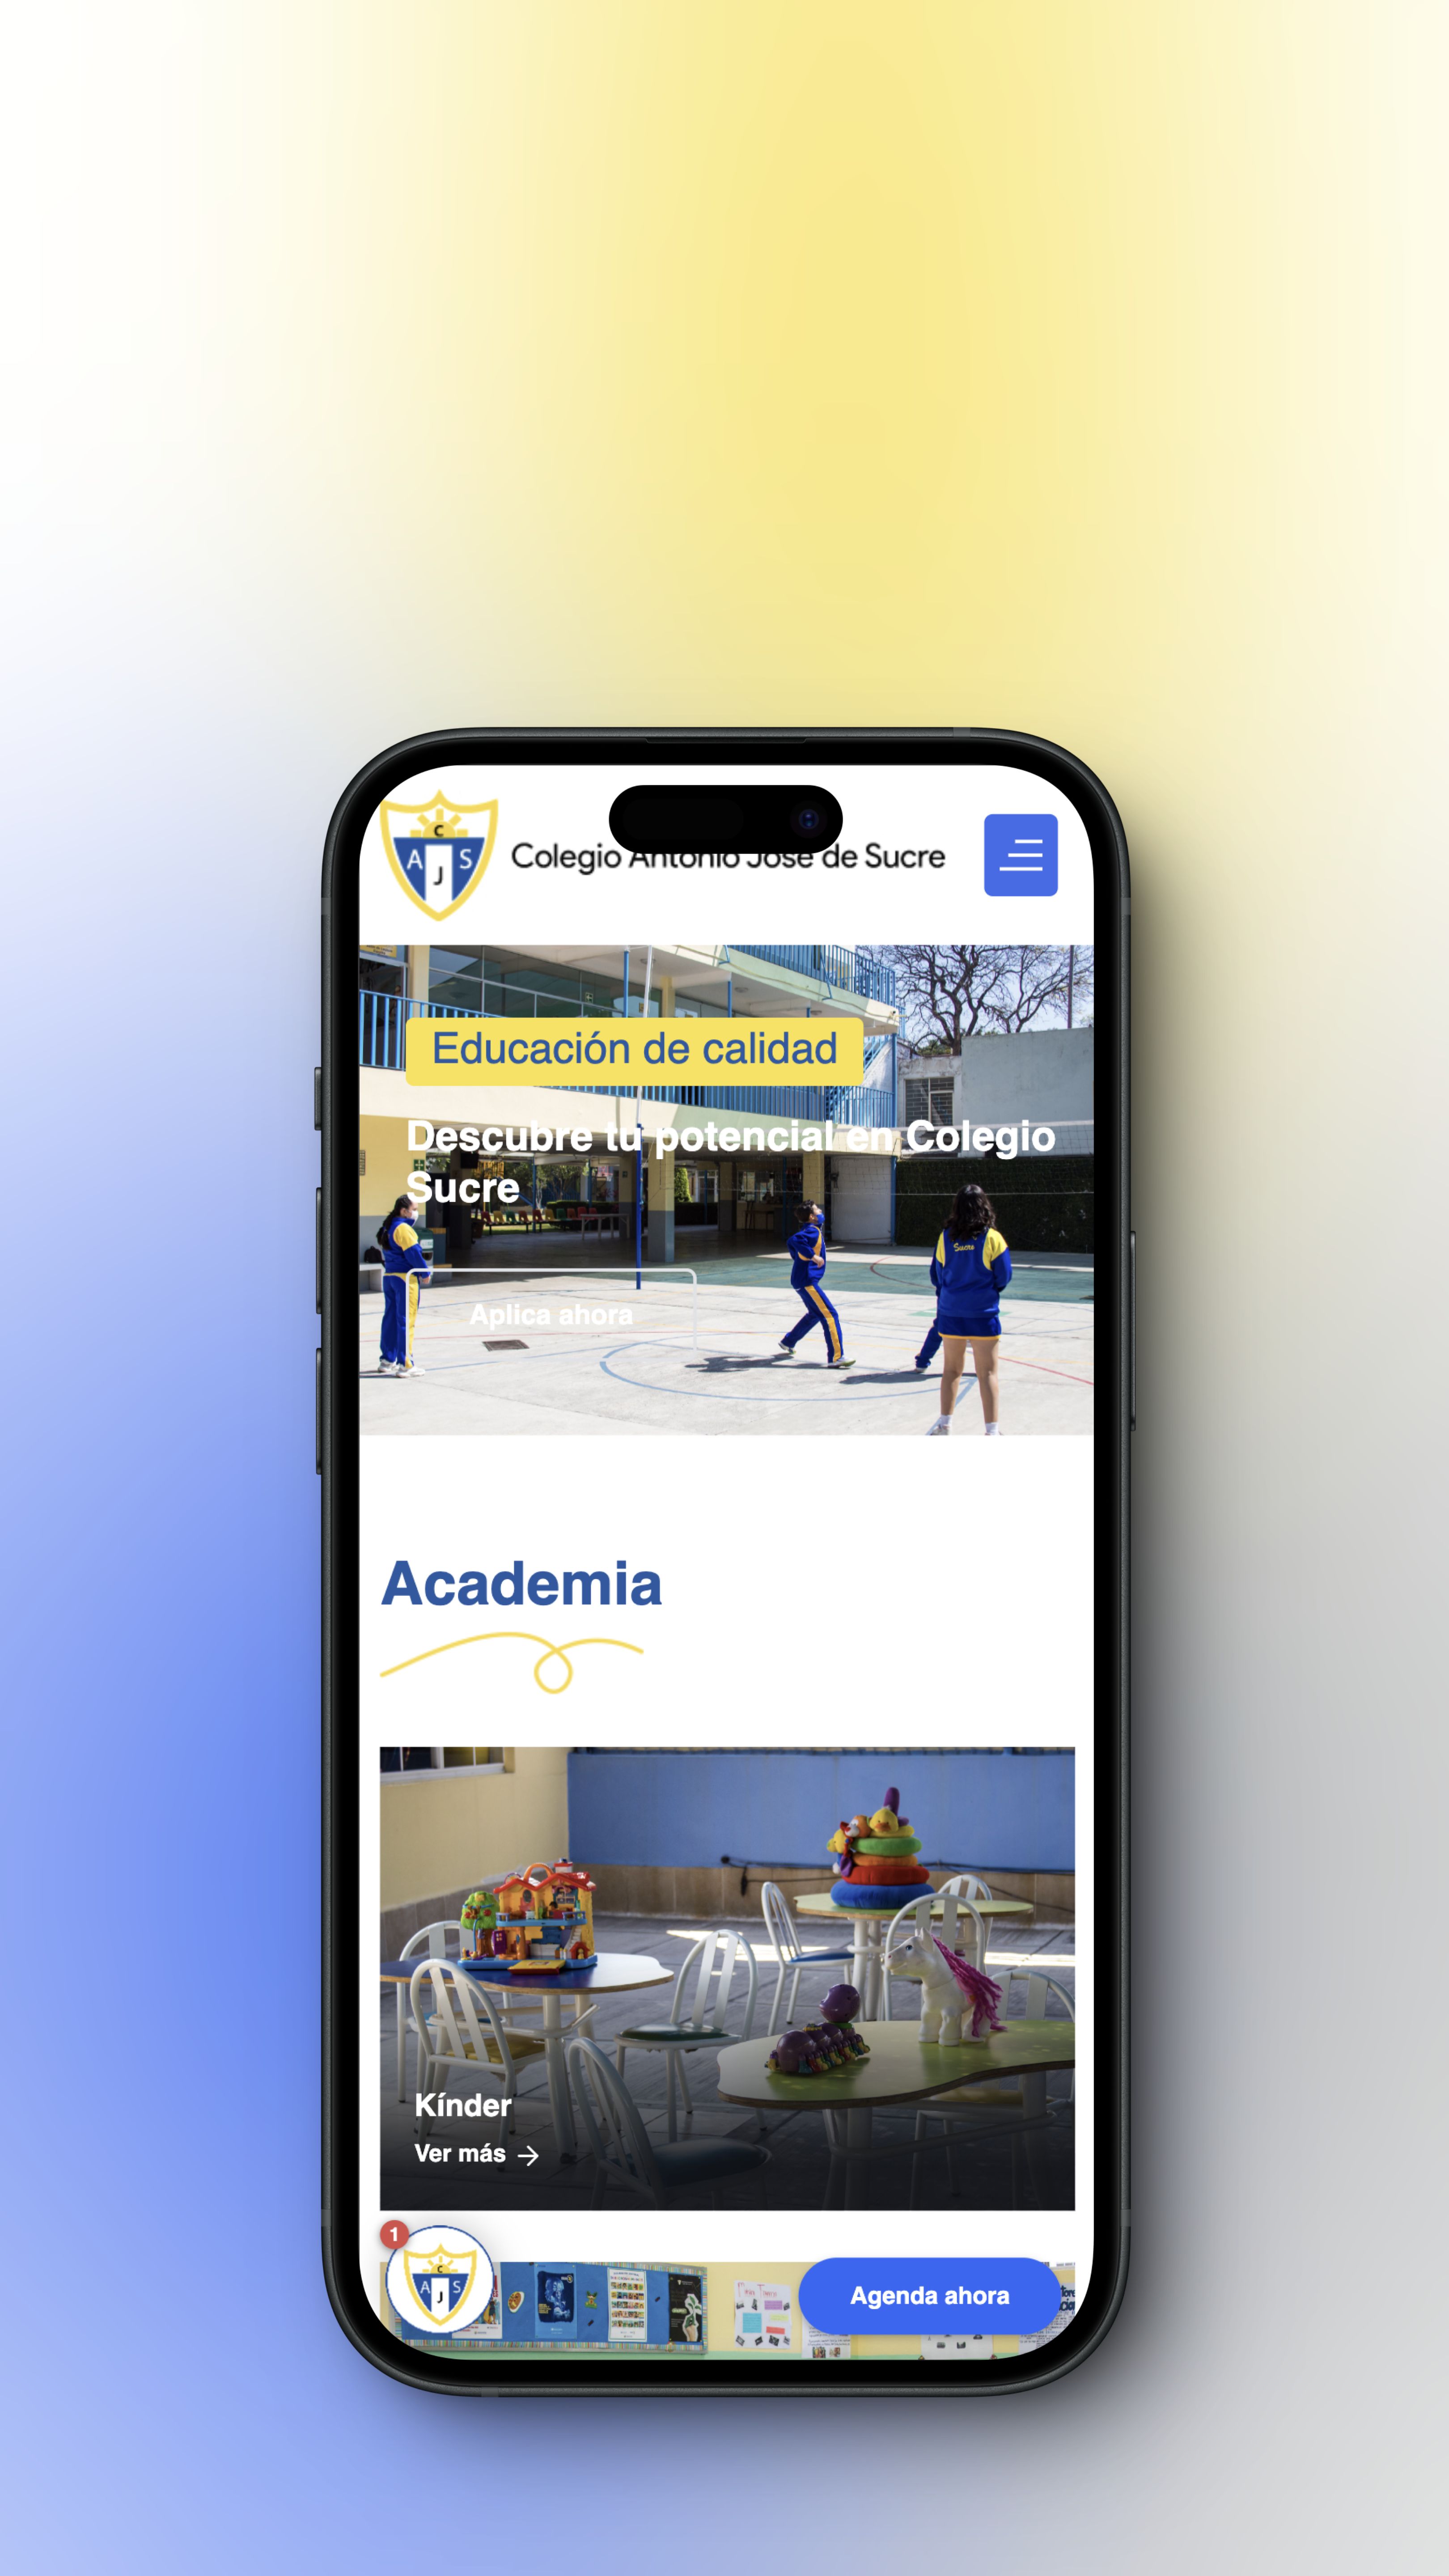 C
A J S
Colegio Antonio José de Sucre
Educación de calidad
Descubre tu potencial en Colegio
Sucre
Sucre
Aplica ahora
Academia
Kínder
Ver más →
1
C
A J S
Agenda ahora